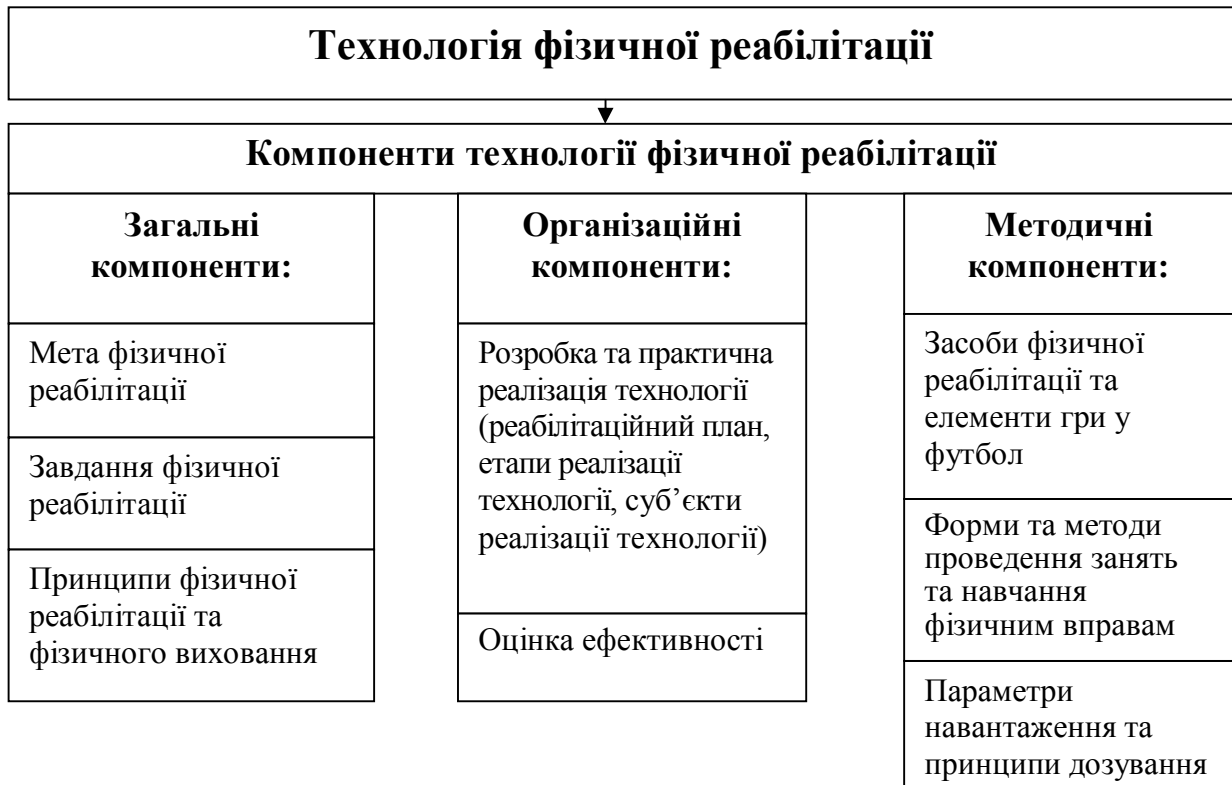 Технологія фізичної реабілітації
Компоненти технології фізичної реабілітації
Загальні
компоненти:
Мета фізичної
реабілітації
Завдання фізичної
реабілітації
Принципи фізичної
реабілітації та
фізичного виховання
Організаційні
компоненти:
Розробка та практична
реалізація технології
(реабілітаційний план,
етапи реалізації
технології, суб’єкти
реалізації технології)
Оцінка ефективності
Методичні
компоненти:
Засоби фізичної
реабілітації та
елементи гри у
футбол
Форми та методи
проведення занять
та навчання
фізичним вправам
Параметри
навантаження та
принципи дозування